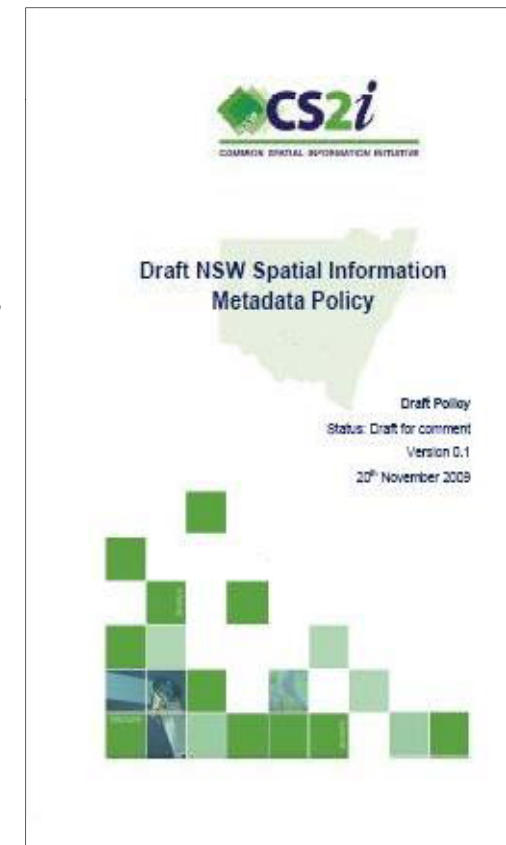 CS2i
COMMON SPATIAL INFORMATION INITIATIVE
Draft NSW Spatial Information
Metadata Policy
Draft Policy
Status: Draft for comment
Version 0.1
20th November 2009